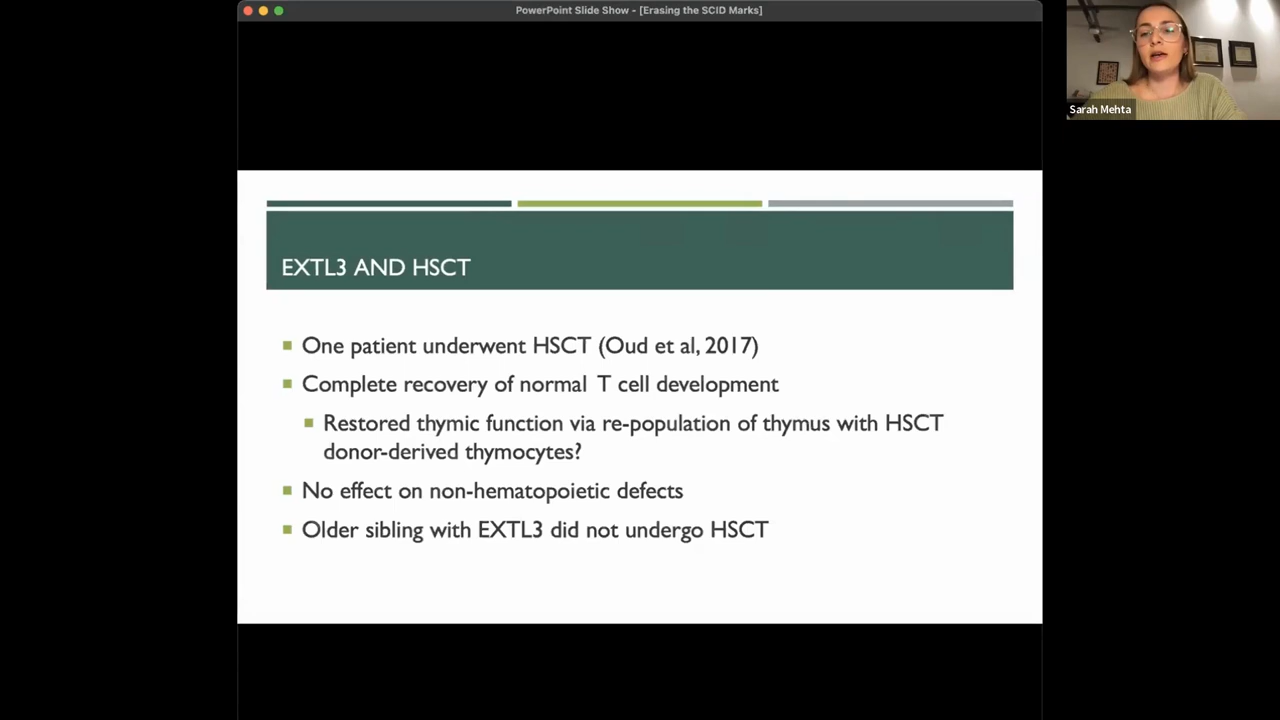 PowerPoint Slide Show - [Erasing the SCID Marks]
Sarah Mehta
EXTL3 AND HSCT
One patient underwent HSCT (Oud et al, 2017)
Complete recovery of normal T cell development
Restored thymic function via re-population of thymus with HSCT
donor-derived thymocytes?
No effect on non-hematopoietic defects
Older sibling with EXTL3 did not undergo HSCT